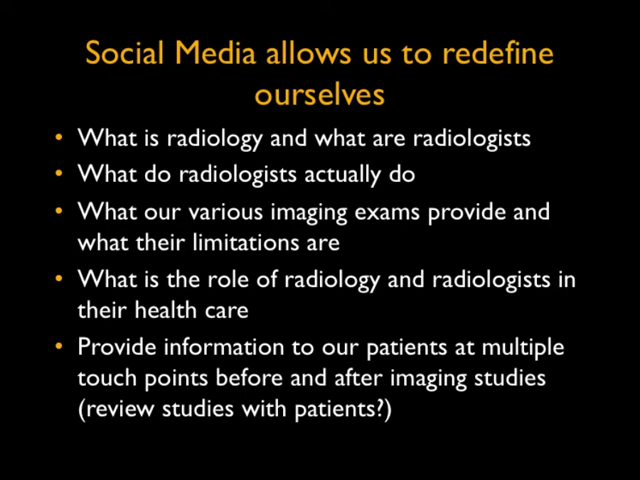 Social Media allows us to redefine
ourselves
• What is radiology and what are radiologists
• What do radiologists actually do
• What our various imaging exams provide and
what their limitations are
• What is the role of radiology and radiologists in
their health care
• Provide information to our patients at multiple
touch points before and after imaging studies
(review studies with patients?)